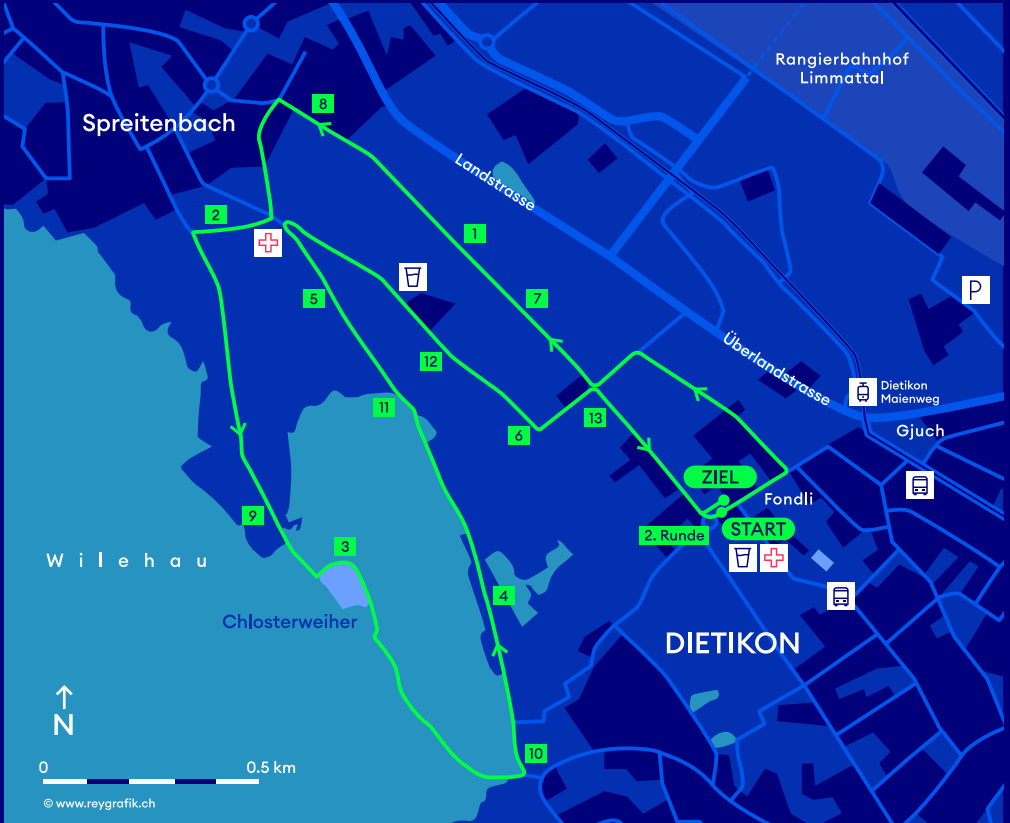 Rangierbahnhof
Limmattal
8
Spreitenbach
Landstrasse
2
1
5
7
P
12
Überlandstrasse
Dietikon
Maienweg
11
13
6
Gjuch
ZIEL
Fondli
9
2. Runde
START
3
Wilehau
4
Chlosterweiher
DIETIKON
N
10
0
0.5 km
© www.reygrafik.ch